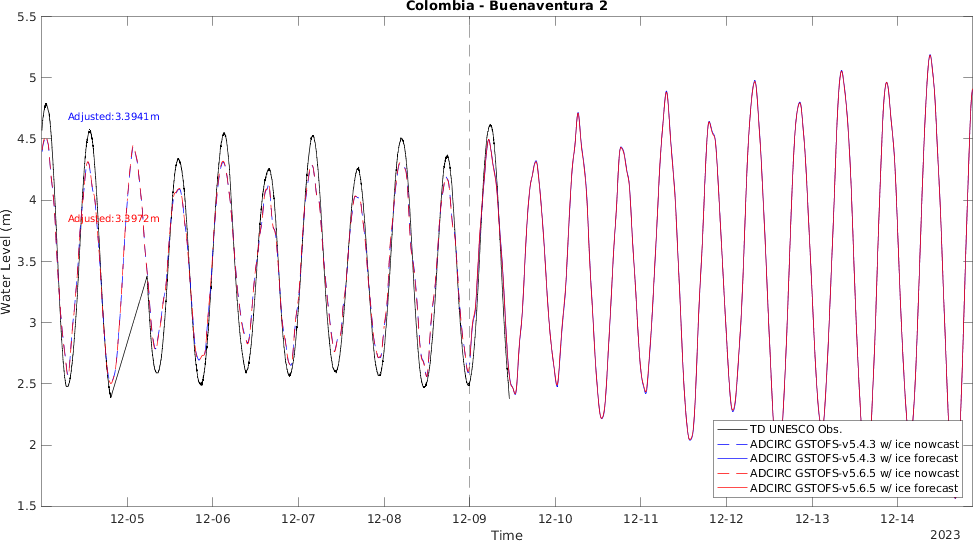 Colombia - Buenaventura 2
5.5
5
4.5
4
3.5
3
2.5
2
1.5
Water Level (m)
Adjusted:3.3941m
Adjusted:3.3972m
TD UNESCO Obs.
ADCIRC GSTOFS-v5.4.3 w/ ice nowcast
ADCIRC GSTOFS-v5.4.3 w/ ice forecast
ADCIRC GSTOFS-v5.6.5 w/ ice nowcast
ADCIRC GSTOFS-v5.6.5 w/ ice forecast
12-05 12-06 12-07 12-08 12-09 12-10 12-11 12-12 12-13 12-14
Time
2023